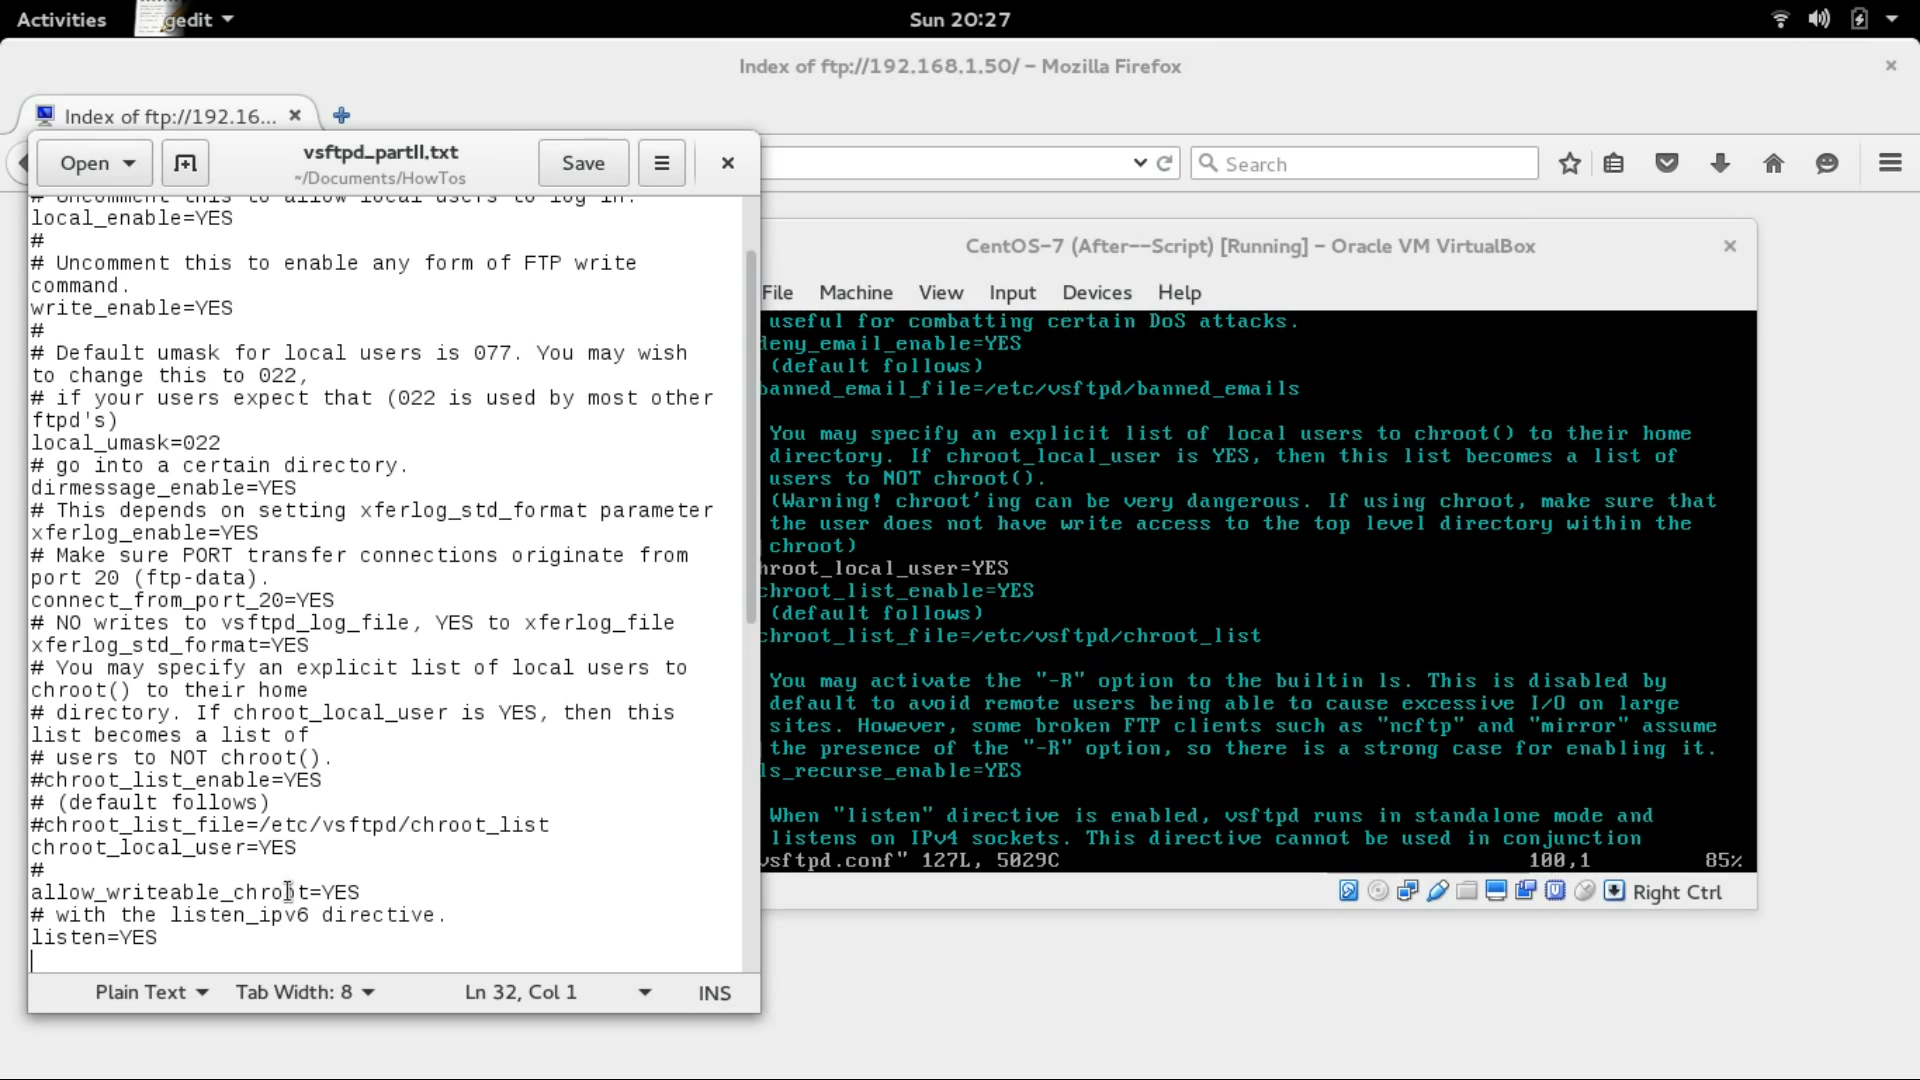 Activities gedit Sun 20:27
Index of ftp://192.168.1.50/ – Mozilla Firefox
Index of ftp://192.16...
Open vsftpd_partII.txt Save
~/Documents/HowTos
Search
# Uncomment this to allow local users to log in.
local_enable=YES
#
# Uncomment this to enable any form of FTP write
command.
write_enable=YES
#
# Default umask for local users is 077. You may wish
to change this to 022,
# if your users expect that (022 is used by most other
ftpd's)
local_umask=022
# go into a certain directory.
dirmessage_enable=YES
# This depends on setting xferlog_std_format parameter
xferlog_enable=YES
# Make sure PORT transfer connections originate from
port 20 (ftp-data).
connect_from_port_20=YES
# NO writes to vsftpd_log_file, YES to xferlog_file
xferlog_std_format=YES
# You may specify an explicit list of local users to
chroot() to their home
# directory. If chroot_local_user is YES, then this
list becomes a list of
# users to NOT chroot().
#chroot_list_enable=YES
# (default follows)
#chroot_list_file=/etc/vsftpd/chroot_list
chroot_local_user=YES
#
allow_writeable_chroot=YES
# with the listen_ipv6 directive.
listen=YES
Plain Text Tab Width: 8 Ln 32, Col 1 INS
CentOS-7 (After--Script) [Running] – Oracle VM VirtualBox
File Machine View Input Devices Help
useful for combatting certain DoS attacks.
deny_email_enable=YES
(default follows)
banned_email_file=/etc/vsftpd/banned_emails
You may specify an explicit list of local users to chroot() to their home
directory. If chroot_local_user is YES, then this list becomes a list of
users to NOT chroot().
(Warning! chroot'ing can be very dangerous. If using chroot, make sure that
the user does not have write access to the top level directory within the
chroot)
hroot_local_user=YES
chroot_list_enable=YES
(default follows)
chroot_list_file=/etc/vsftpd/chroot_list
You may activate the "-R" option to the builtin ls. This is disabled by
default to avoid remote users being able to cause excessive I/O on large
sites. However, some broken FTP clients such as "ncftp" and "mirror" assume
the presence of the "-R" option, so there is a strong case for enabling it.
ls_recurse_enable=YES
When "listen" directive is enabled, vsftpd runs in standalone mode and
listens on IPv4 sockets. This directive cannot be used in conjunction
vsftpd.conf" 127L, 5029C 100,1 85%
Right Ctrl